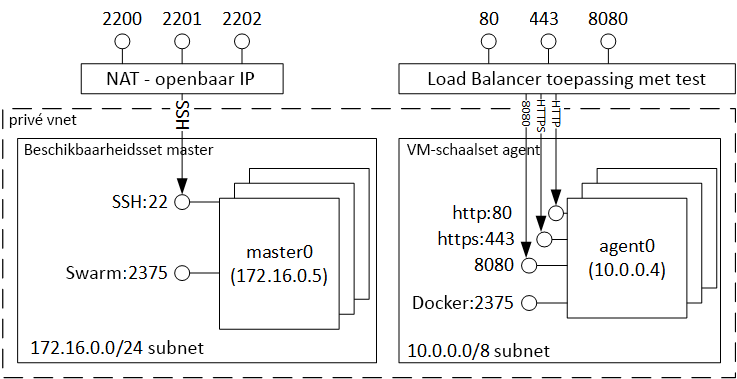 2200 2201 2202
80 443 8080
NAT - openbaar IP
Load Balancer toepassing met test
SSH
8080
HTTPS
HTTP
privé vnet
Beschikbaarheidsset master
SSH:22
Swarm:2375
master0
(172.16.0.5)
172.16.0.0/24 subnet
VM-schaalset agent
http:80
https:443
8080
Docker:2375
agent0
(10.0.0.4)
10.0.0.0/8 subnet